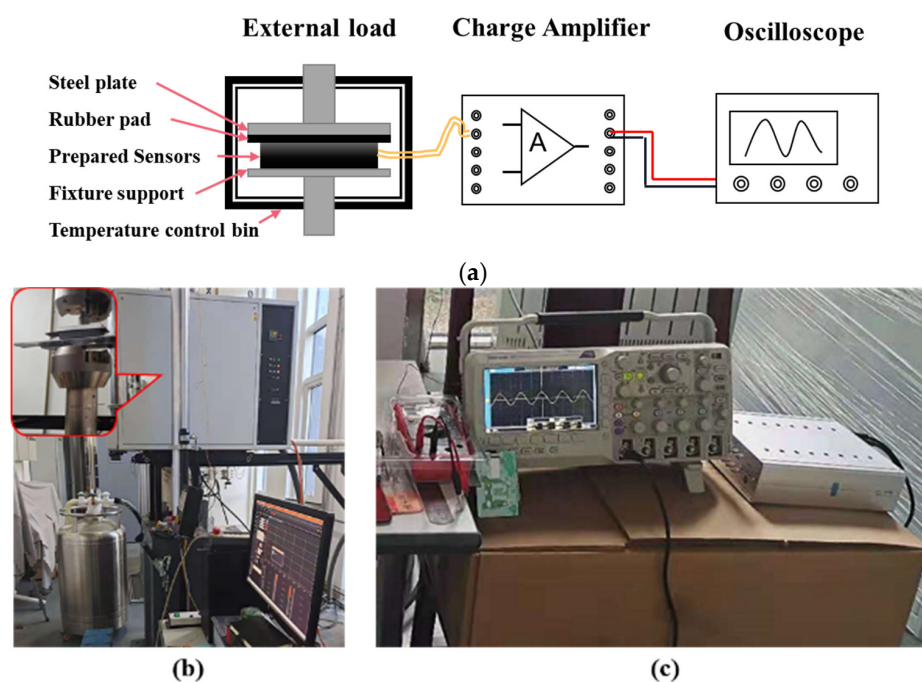 External load
Charge Amplifier
Oscilloscope
Steel plate
Rubber pad
Prepared Sensors
Fixture support
Temperature control bin
A
(a)
(b)
(c)